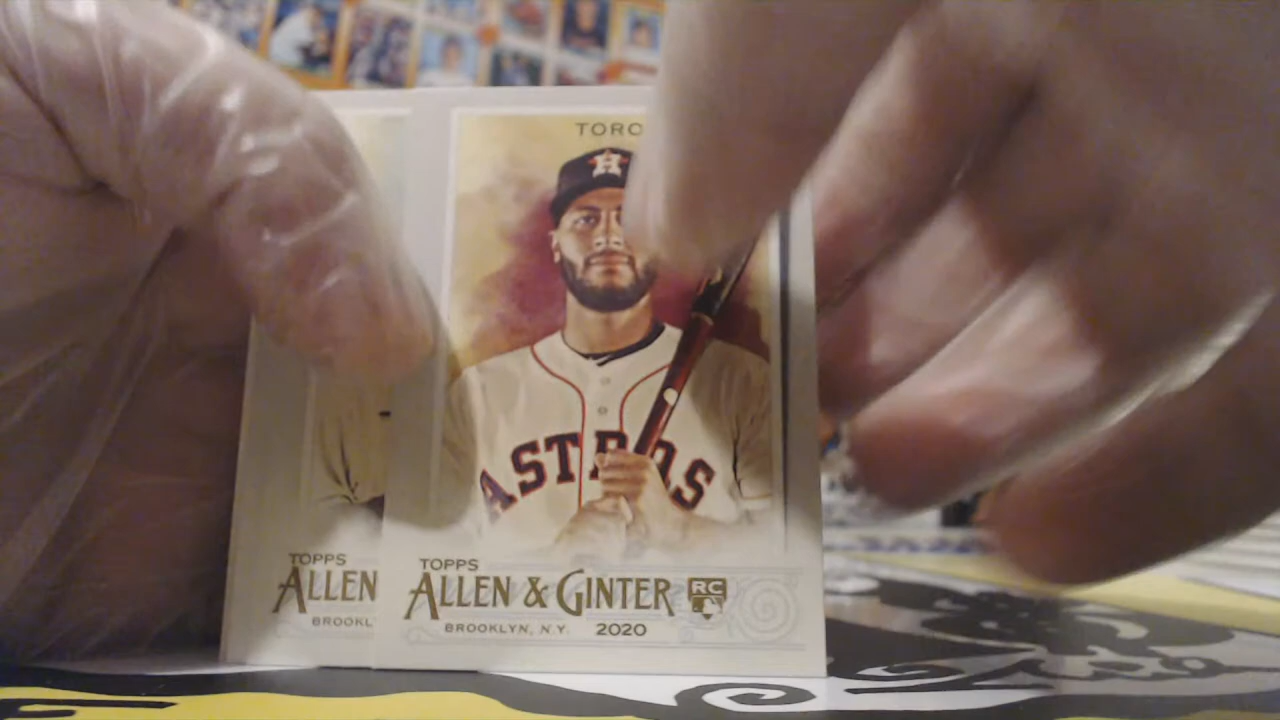 TORO
H
ASTROS
TOPPS
ALLEN
BROOKL
TOPPS
ALLEN & GINTER RC
BROOKLYN, N.Y. 2020